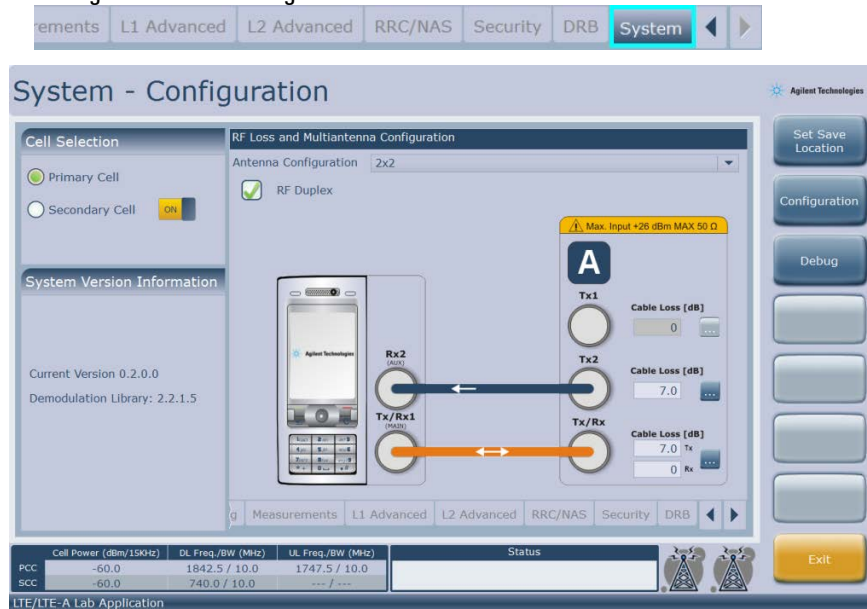 rements L1 Advanced L2 Advanced RRC/NAS Security DRB System
System - Configuration
Agilent Technologies
Cell Selection
Primary Cell
Secondary Cell ON
System Version Information
Current Version 0.2.0.0
Demodulation Library: 2.2.1.5
RF Loss and Multiantenna Configuration
Antenna Configuration 2x2
RF Duplex
Max. Input +26 dBm MAX 50 Ω
A
Tx1
Cable Loss [dB]
0 ...
Agilent Technologies
Rx2
(AUX)
Tx2
Cable Loss [dB]
7.0 ...
Tx/Rx1
(MAIN)
Tx/Rx
Cable Loss [dB]
7.0 Tx
...
0 Rx
g Measurements L1 Advanced L2 Advanced RRC/NAS Security DRB
Set Save
Location
Configuration
Debug
Exit
Cell Power (dBm/15KHz) DL Freq./BW (MHz) UL Freq./BW (MHz) Status
PCC -60.0 1842.5 / 10.0 1747.5 / 10.0
SCC -60.0 740.0 / 10.0 --- / ---
LTE/LTE-A Lab Application